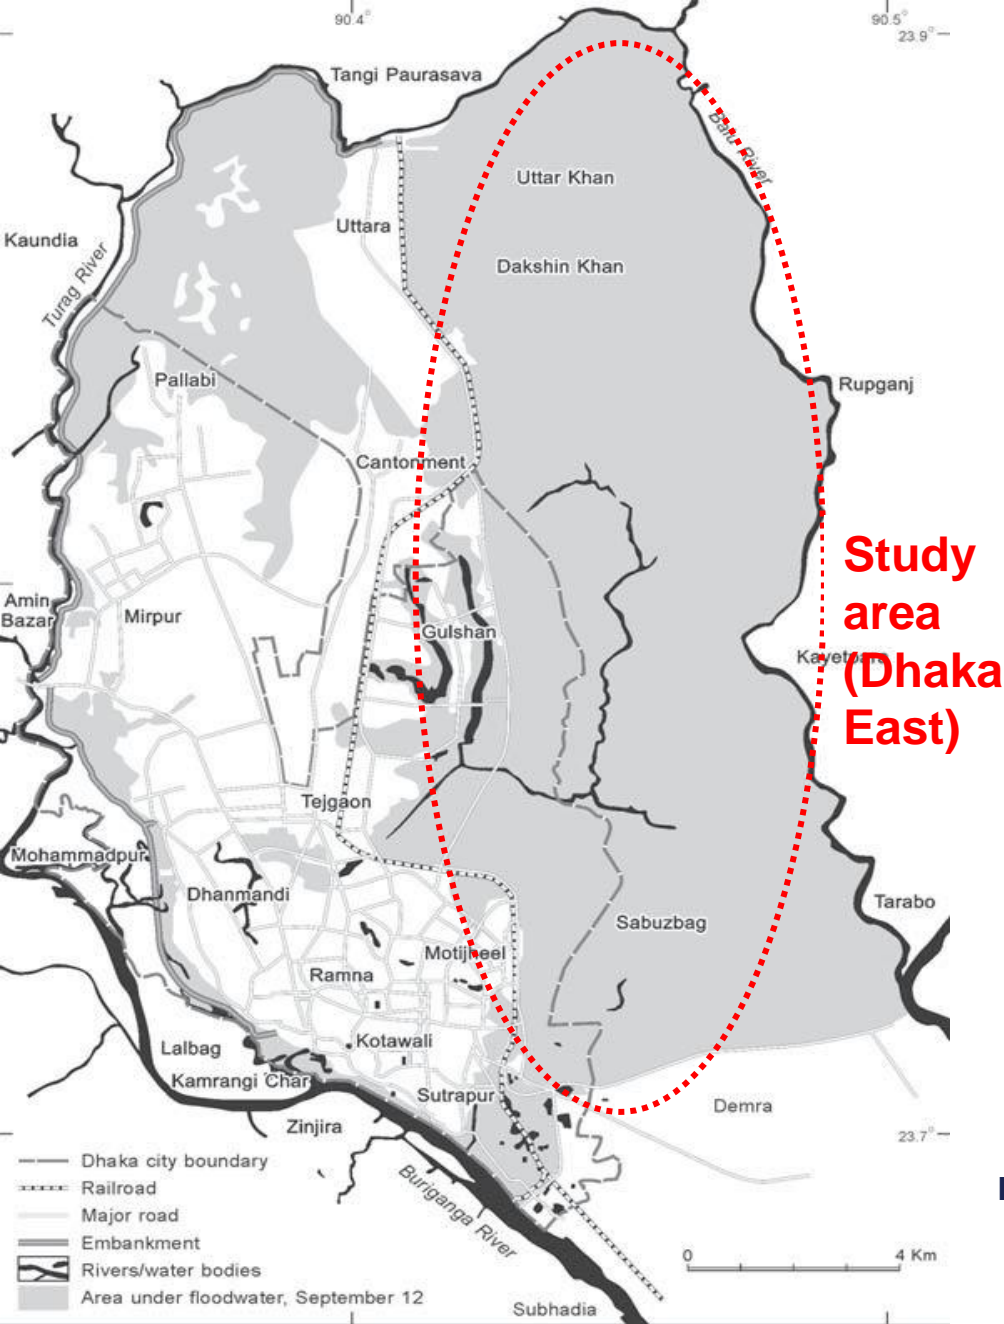 90.4°
90.5°
23.9°
Tangi Paurasava
Balu River
Uttar Khan
Uttara
Kaundia
Dakshin Khan
Turag River
Pallabi
Rupganj
Cantonment
Study
area
(Dhaka
East)
Amin
Bazar
Mirpur
Gulshan
Kayetpara
Tejgaon
Mohammadpur
Dhanmandi
Tarabo
Sabuzbag
Motijheel
Ramna
Kotawali
Lalbag
Kamrangi Char
Sutrapur
Demra
Zinjira
23.7°
Buriganga River
Dhaka city boundary
Railroad
Major road
Embankment
Rivers/water bodies
Area under floodwater, September 12
0 4 Km
Subhadia